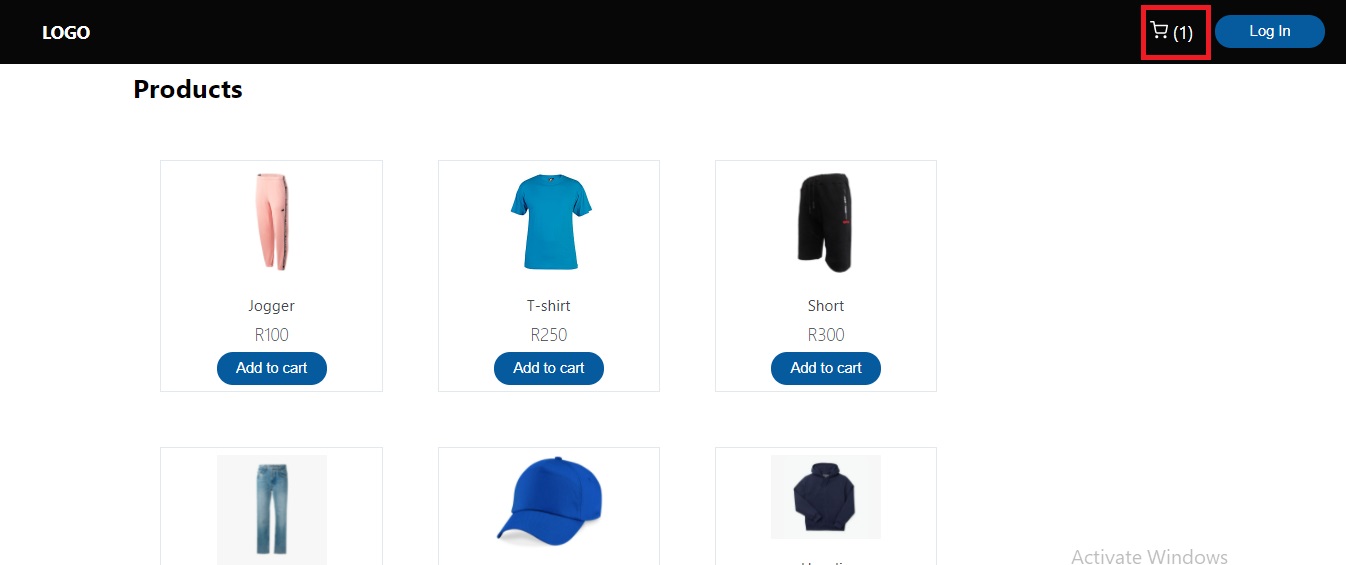 LOGO
(1)
Log In
Products
Jogger
T-shirt
Short
R100
R250
R300
Add to cart
Add to cart
Add to cart
Activate Windows